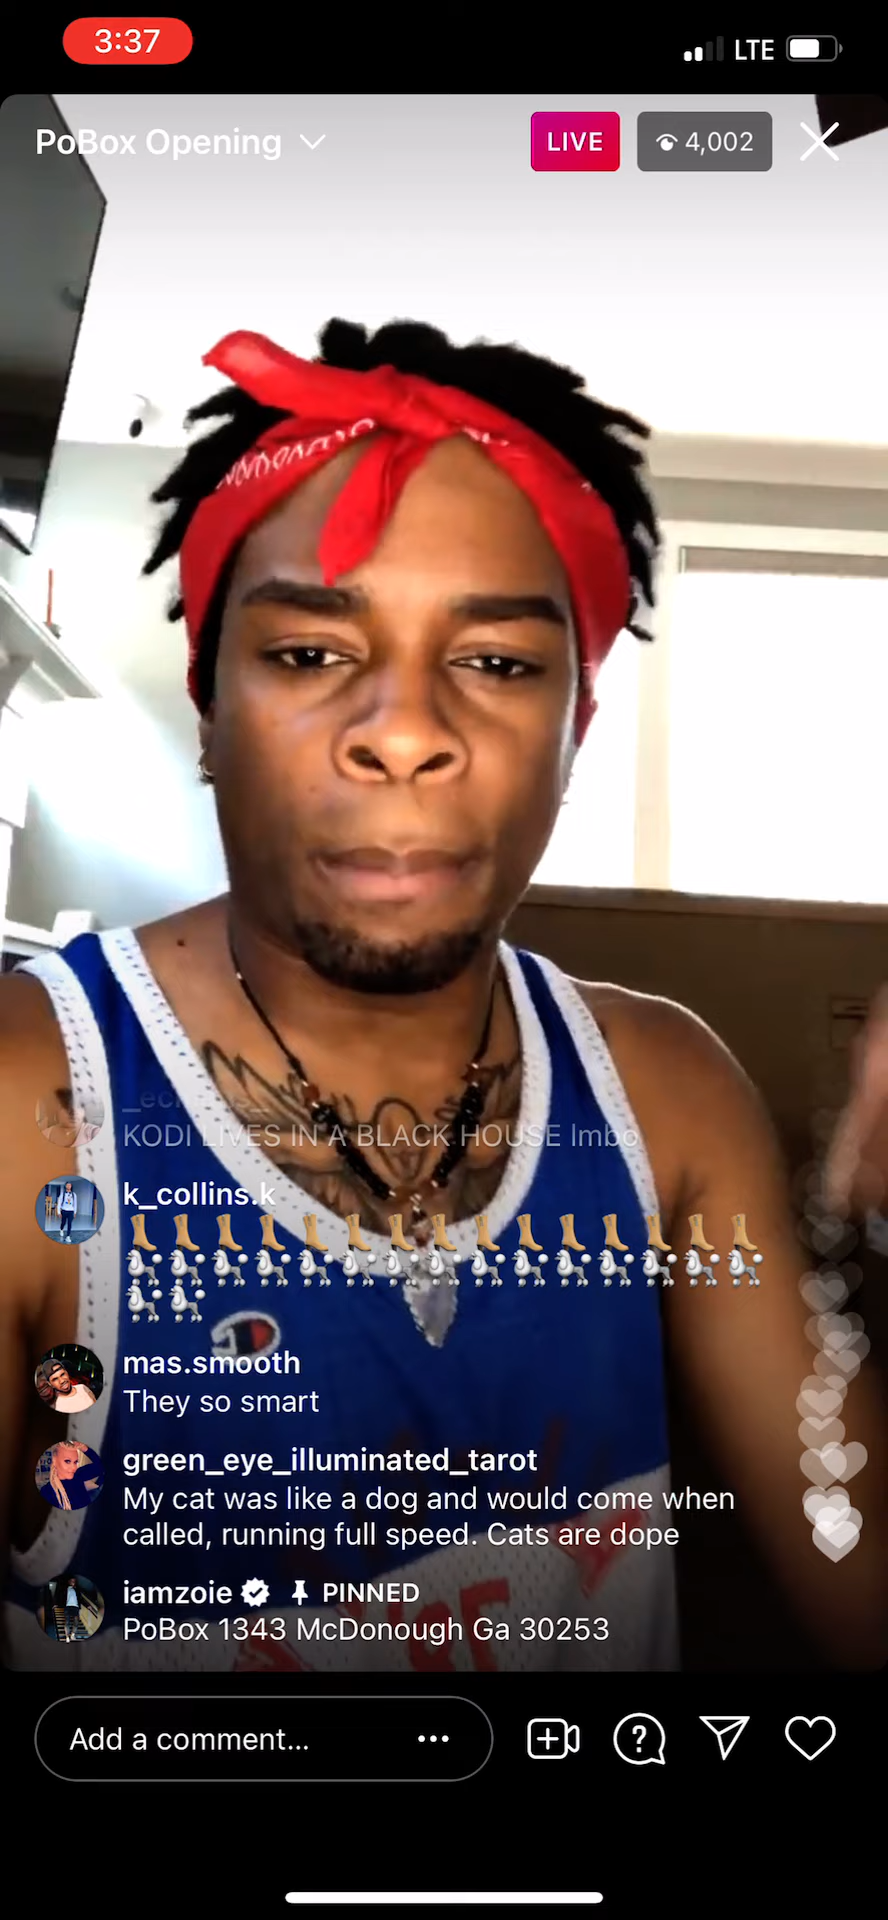 3:37
LTE
PoBox Opening
LIVE
4,002
KODI LIVES IN A BLACK HOUSE lmbo
k_collins.k
mas.smooth
They so smart
green_eye_illuminated_tarot
My cat was like a dog and would come when
called, running full speed. Cats are dope
iamzoie PINNED
PoBox 1343 McDonough Ga 30253
Add a comment...